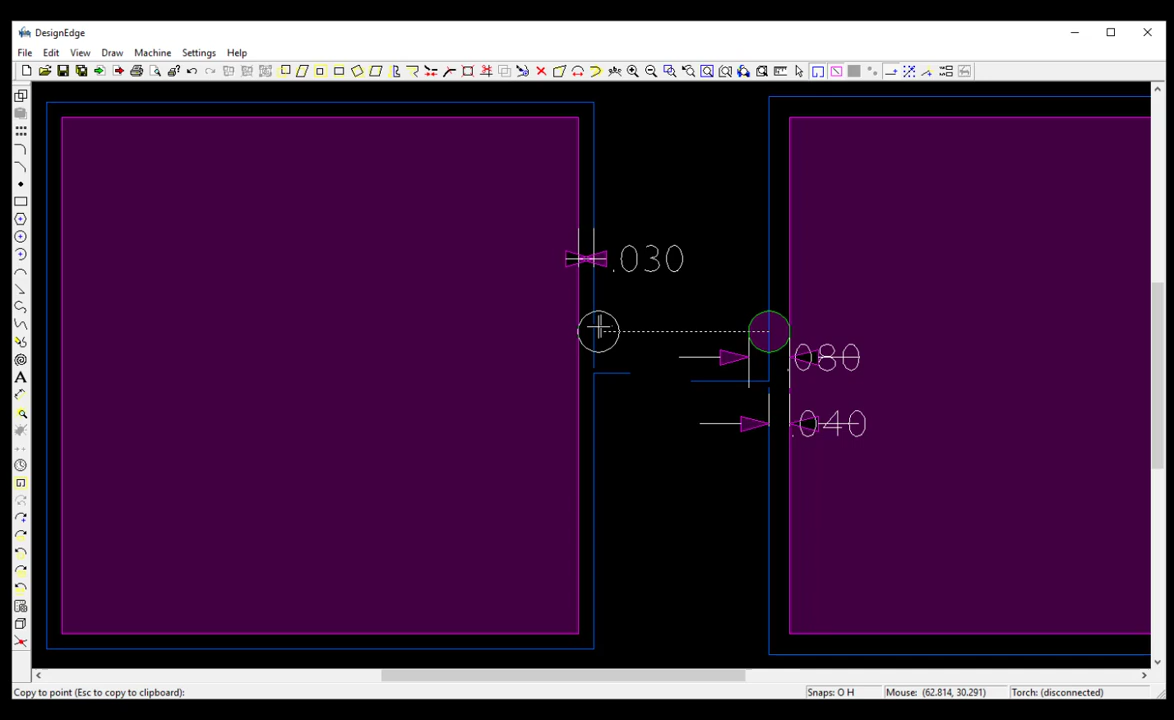 DesignEdge
File Edit View Draw Machine Settings Help
.030
.080
.040
Copy to point (Esc to copy to clipboard):
Snaps: O H
Mouse: (62.814, 30.291)
Torch: (disconnected)